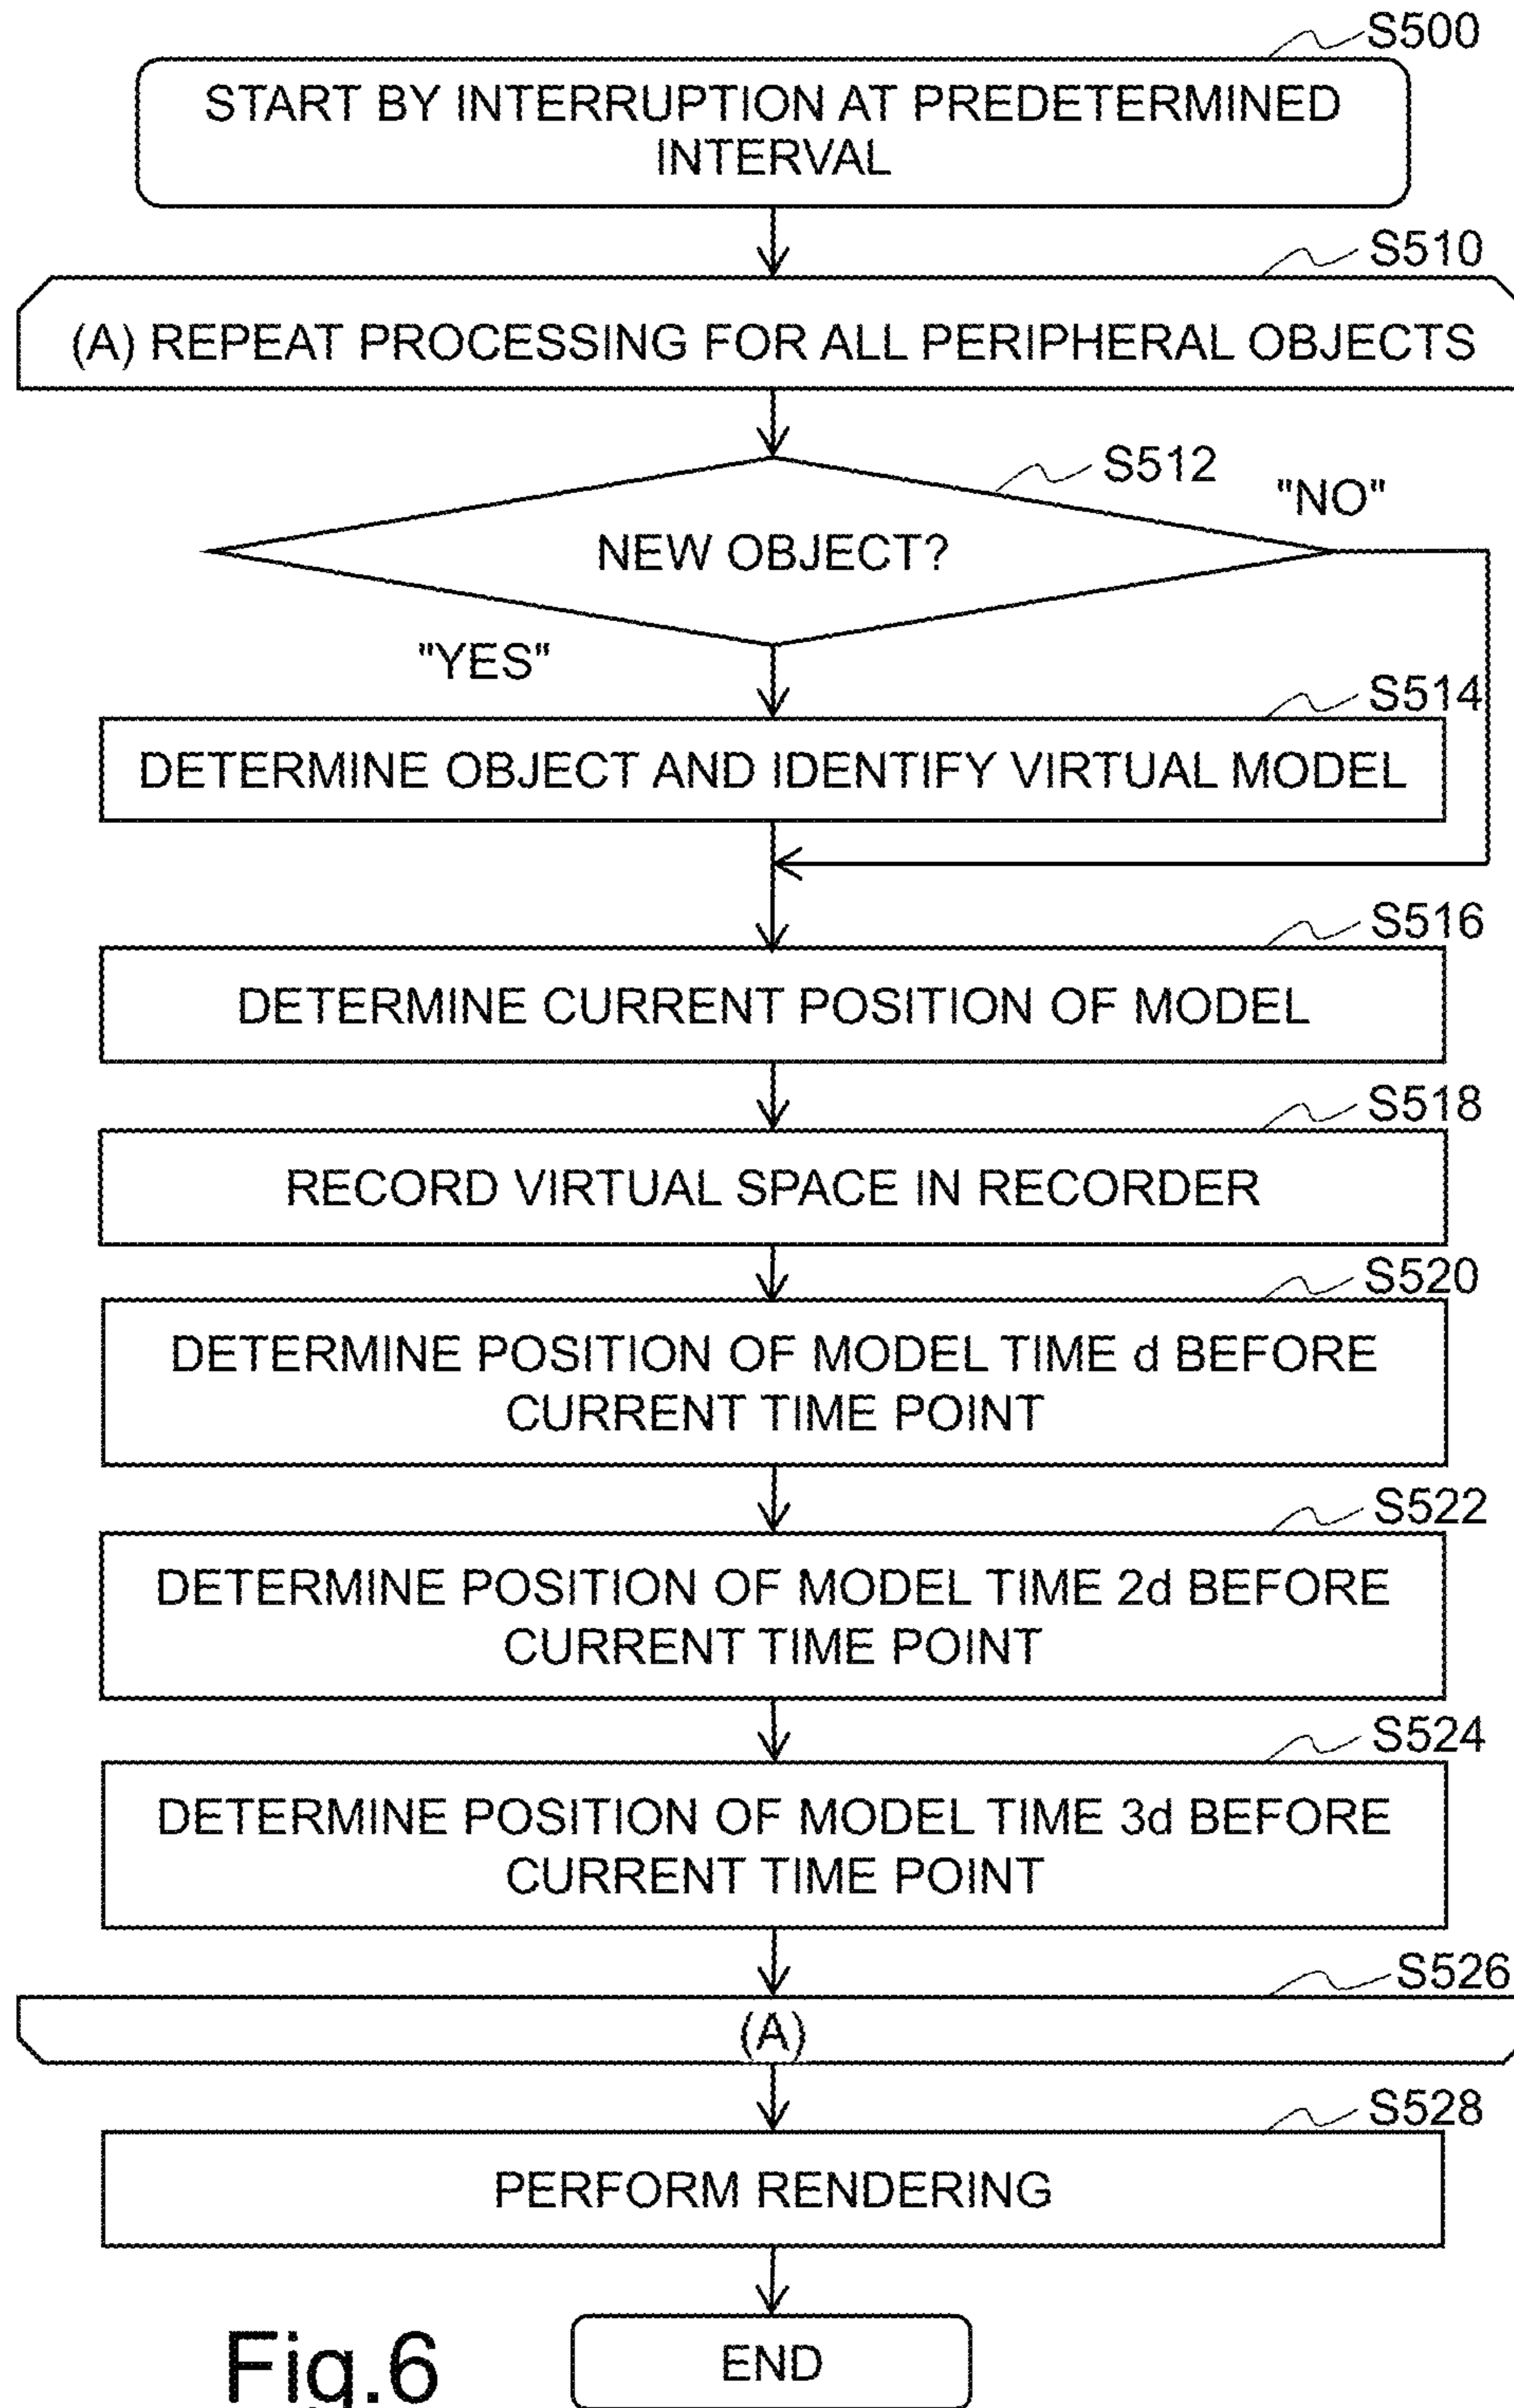 S500
START BY INTERRUPTION AT PREDETERMINED
INTERVAL
S510
(A) REPEAT PROCESSING FOR ALL PERIPHERAL OBJECTS
S512
"NO"
NEW OBJECT?
"YES"
S514
DETERMINE OBJECT AND IDENTIFY VIRTUAL MODEL
S516
DETERMINE CURRENT POSITION OF MODEL
S518
RECORD VIRTUAL SPACE IN RECORDER
S520
DETERMINE POSITION OF MODEL TIME d BEFORE
CURRENT TIME POINT
S522
DETERMINE POSITION OF MODEL TIME 2d BEFORE
CURRENT TIME POINT
S524
DETERMINE POSITION OF MODEL TIME 3d BEFORE
CURRENT TIME POINT
S526
(A)
S528
PERFORM RENDERING
END
Fig.6